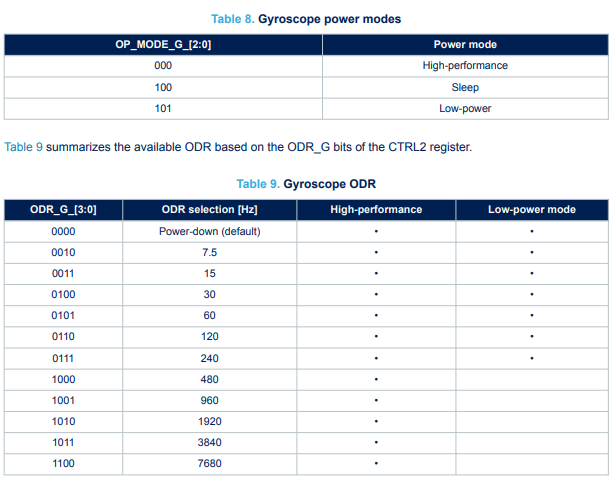 Table 8. Gyroscope power modes
OP_MODE_G_[2:0] Power mode
000 High-performance
100 Sleep
101 Low-power
Table 9 summarizes the available ODR based on the ODR_G bits of the CTRL2 register.
Table 9. Gyroscope ODR
ODR_G_[3:0] ODR selection [Hz] High-performance Low-power mode
0000 Power-down (default) • •
0010 7.5 • •
0011 15 • •
0100 30 • •
0101 60 • •
0110 120 • •
0111 240 • •
1000 480 •
1001 960 •
1010 1920 •
1011 3840 •
1100 7680 •